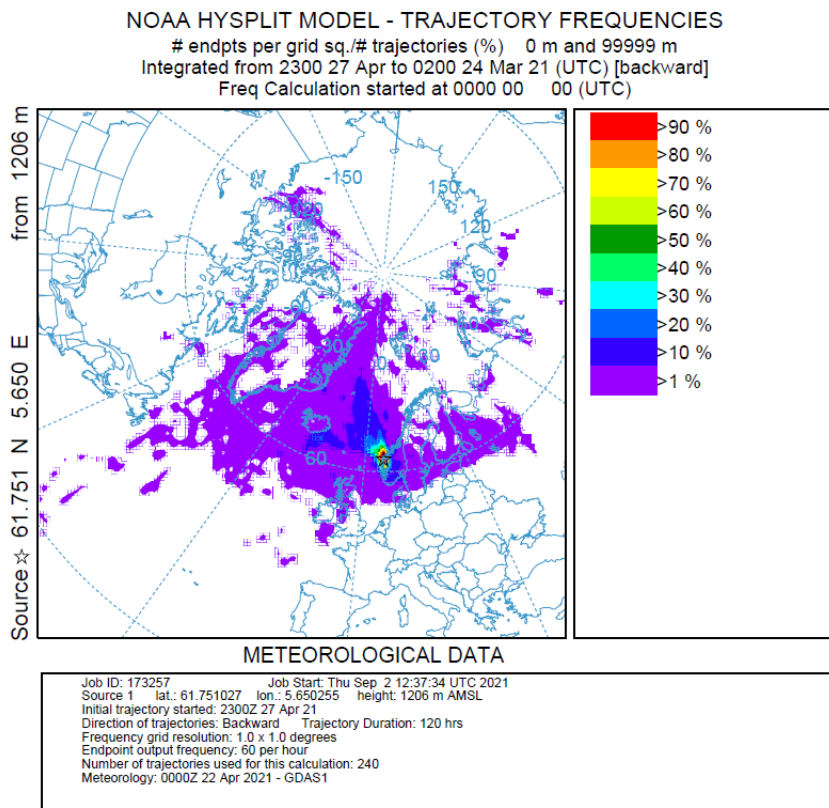 NOAA HYSPLIT MODEL - TRAJECTORY FREQUENCIES
# endpts per grid sq./# trajectories (%) 0 m and 99999 m
Integrated from 2300 27 Apr to 0200 24 Mar 21 (UTC) [backward]
Freq Calculation started at 0000 00 00 (UTC)
Source ☆ 61.751 N 5.650 E from 1206 m
-150
150
120
90
60
>90 %
>80 %
>70 %
>60 %
>50 %
>40 %
>30 %
>20 %
>10 %
>1 %
METEOROLOGICAL DATA
Job ID: 173257 Job Start: Thu Sep 2 12:37:34 UTC 2021
Source 1 lat.: 61.751027 lon.: 5.650255 height: 1206 m AMSL
Initial trajectory started: 2300Z 27 Apr 21
Direction of trajectories: Backward Trajectory Duration: 120 hrs
Frequency grid resolution: 1.0 x 1.0 degrees
Endpoint output frequency: 60 per hour
Number of trajectories used for this calculation: 240
Meteorology: 0000Z 22 Apr 2021 - GDAS1